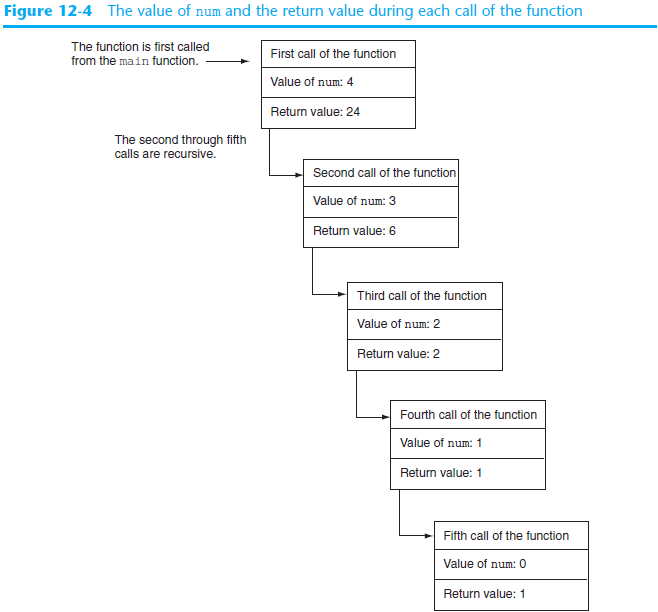 Figure 12-4 The value of num and the return value during each call of the function
The function is first called
from the main function.
First call of the function
Value of num: 4
Return value: 24
The second through fifth
calls are recursive.
Second call of the function
Value of num: 3
Return value: 6
Third call of the function
Value of num: 2
Return value: 2
Fourth call of the function
Value of num: 1
Return value: 1
Fifth call of the function
Value of num: 0
Return value: 1